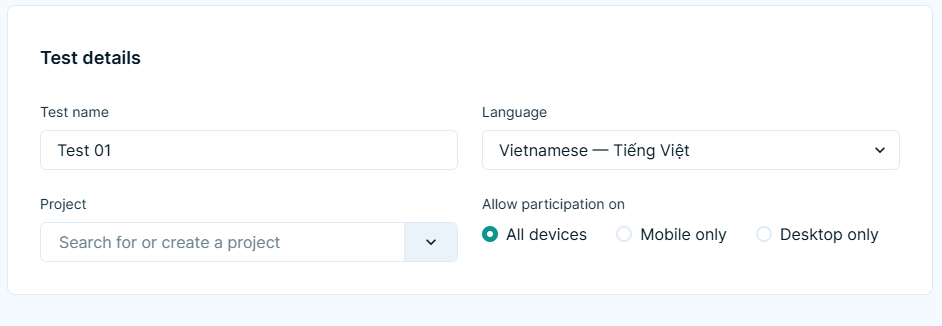 Test details
Test name
Test 01
Language
Vietnamese — Tiếng Việt
Project
Search for or create a project
Allow participation on
All devices
Mobile only
Desktop only